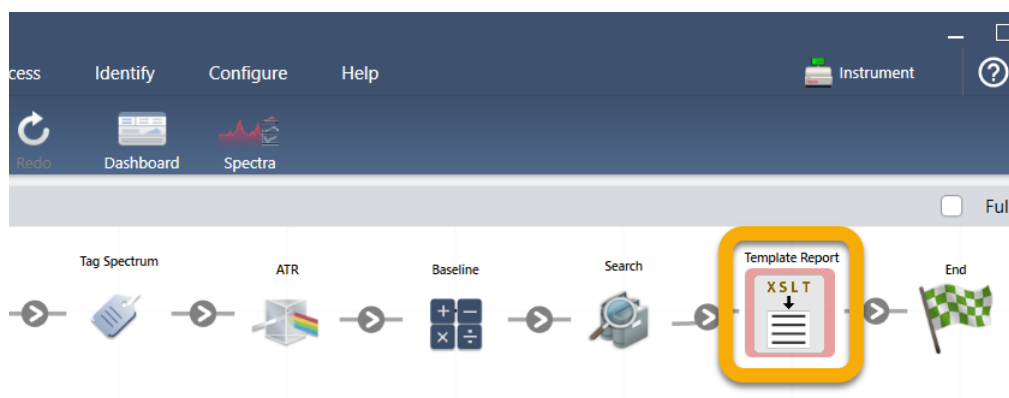 cess Identify Configure Help Instrument ?
Redo Dashboard Spectra
Ful
Tag Spectrum ATR Baseline Search Template Report End
XSLT